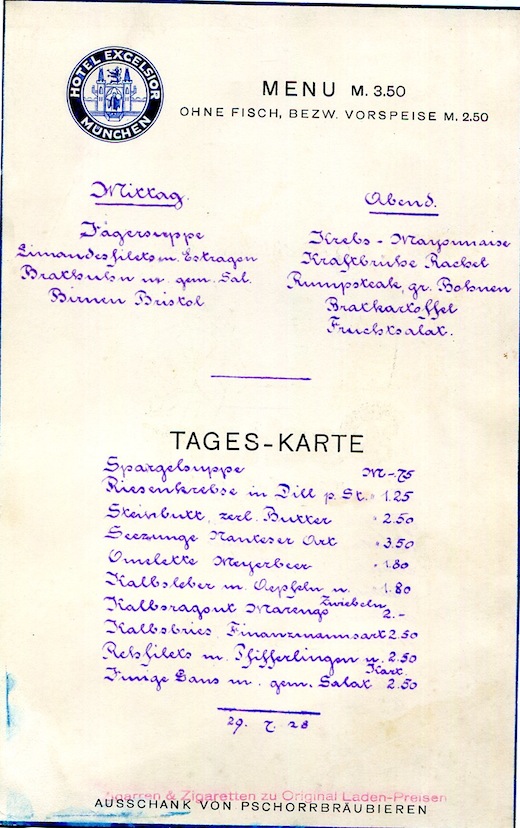 HOTEL EXCELSIOR
MÜNCHEN
MENU M. 3.50
OHNE FISCH, BEZW. VORSPEISE M. 2.50
Mittag.
Jägersuppe
Limandesfilets m. Estragon
Brathuhn m. gem. Sal.
Birnen Bristol
Abend.
Krebs - Mayonnaise
Kraftbrühe Rachel
Rumpsteak, gr. Bohnen
Bratkartoffel
Fruchtsalat.
TAGES-KARTE
Spargelsuppe M -.75
Riesenkrebse in Dill p. St. " 1.25
Steinbutt, zerl. Butter " 2.50
Seezunge Nanteser Art " 3.50
Omelette Meyerbeer " 1.80
Kalbsleber m. Aepfeln u. Zwiebeln " 1.80
Kalbsragout Marengo 2.-
Kalbsbries Finanzmannsart 2.50
Rehfilets m. Pfifferlingen u. Kart. 2.50
Junge Gans m. gem. Salat 2.50
29. 7. 28
Zigarren & Zigaretten zu Original Laden-Preisen
AUSSCHANK VON PSCHORRBRÄUBIEREN